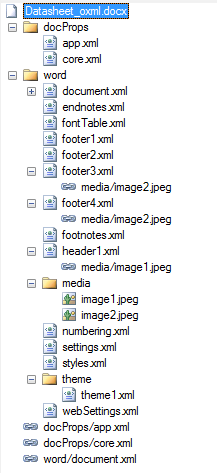 Datasheet_oxml.docx
docProps
app.xml
core.xml
word
document.xml
endnotes.xml
fontTable.xml
footer1.xml
footer2.xml
footer3.xml
media/image2.jpeg
footer4.xml
media/image2.jpeg
footnotes.xml
header1.xml
media/image1.jpeg
media
image1.jpeg
image2.jpeg
numbering.xml
settings.xml
styles.xml
theme
theme1.xml
webSettings.xml
docProps/app.xml
docProps/core.xml
word/document.xml